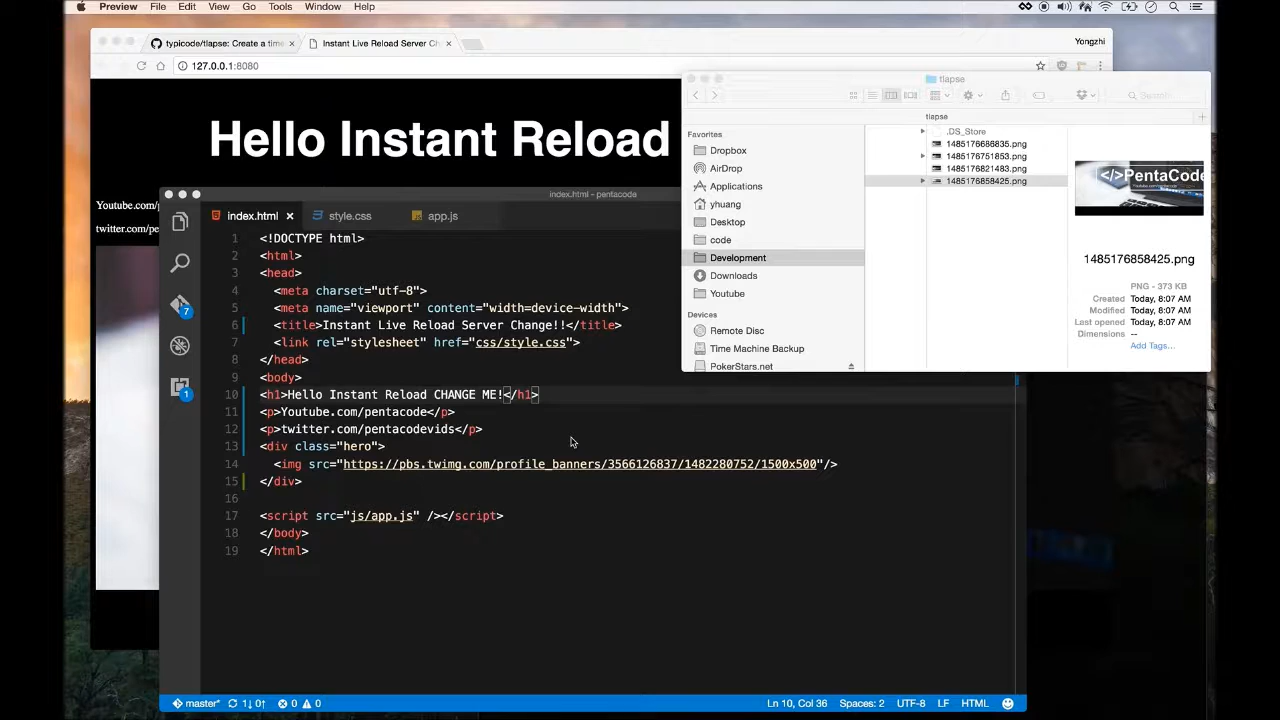 Preview File Edit View Go Tools Window Help
typicode/tlapse: Create a time × Instant Live Reload Server Ch × Yongzhi
127.0.0.1:8080
Hello Instant Reload
Youtube.com/p
twitter.com/pe
tlapse
Search
tlapse
Favorites
Dropbox
AirDrop
Applications
yhuang
Desktop
code
Development
Downloads
Youtube
Devices
Remote Disc
Time Machine Backup
PokerStars.net
.DS_Store
1485176688835.png
1485176751853.png
1485176821483.png
1485176858425.png
</>PentaCode
1485176858425.png
PNG - 373 KB
Created Today, 8:07 AM
Modified Today, 8:07 AM
Last opened Today, 8:07 AM
Dimensions --
Add Tags...
index.html - pentacode
index.html × style.css app.js
7
1
1 <!DOCTYPE html>
2 <html>
3 <head>
4 <meta charset="utf-8">
5 <meta name="viewport" content="width=device-width">
6 <title>Instant Live Reload Server Change!!</title>
7 <link rel="stylesheet" href="css/style.css">
8 </head>
9 <body>
10 <h1>Hello Instant Reload CHANGE ME!</h1>
11 <p>Youtube.com/pentacode</p>
12 <p>twitter.com/pentacodevids</p>
13 <div class="hero">
14 <img src="https://pbs.twimg.com/profile_banners/3566126837/1482280752/1500x500"/>
15 </div>
16
17 <script src="js/app.js" /></script>
18 </body>
19 </html>
master* 1↓ 0↑ 0 0 Ln 10, Col 36 Spaces: 2 UTF-8 LF HTML